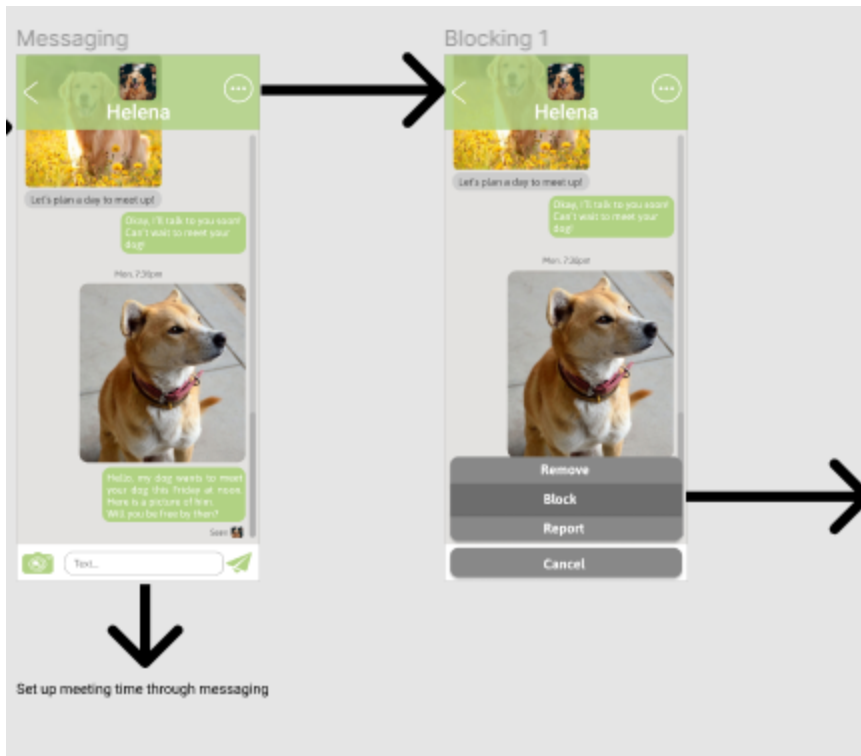 Messaging
Helena
Let's plan a day to meet up!
Okay, I'll talk to you soon!
Can't wait to meet your
dog!
Mon, 7:38pm
Hello, my dog wants to meet
your dog this Friday at noon.
Here is a picture of him.
Will you be free by then?
Seen
Text...
Set up meeting time through messaging
Blocking 1
Helena
Let's plan a day to meet up!
Okay, I'll talk to you soon!
Can't wait to meet your
dog!
Mon, 7:38pm
Remove
Block
Report
Cancel